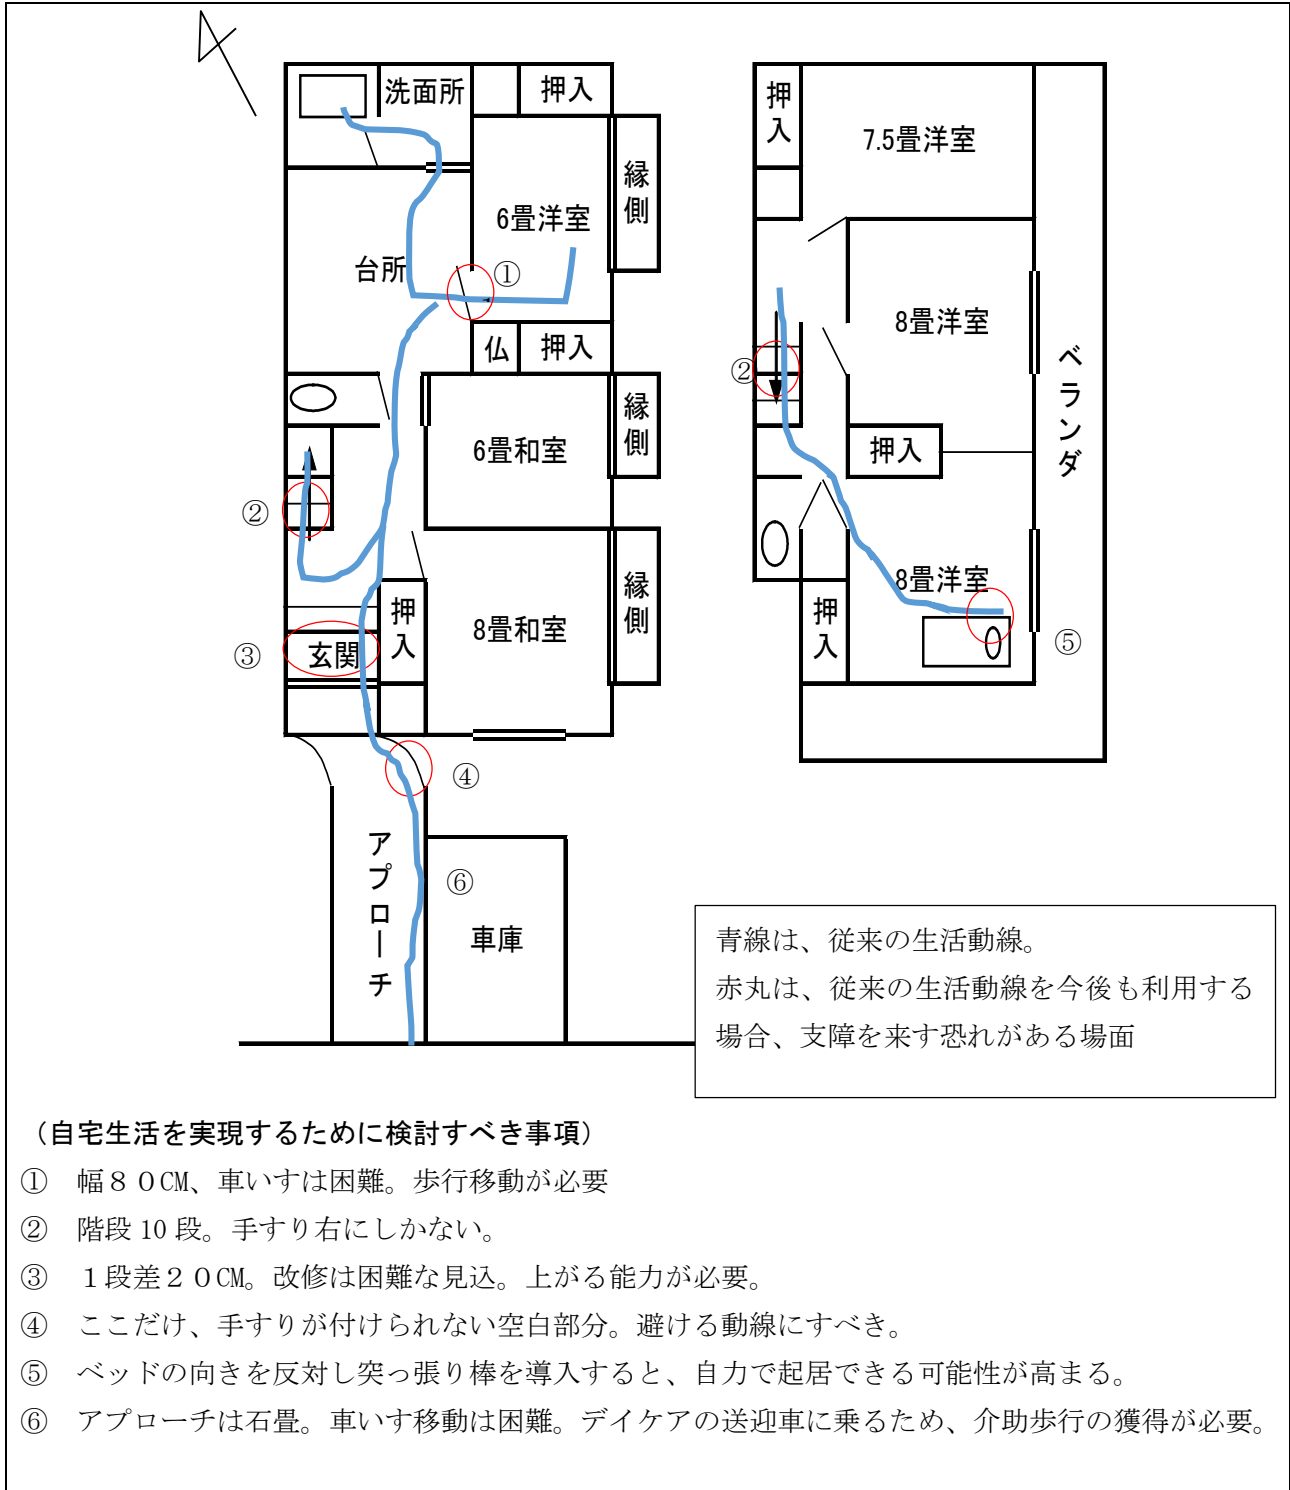 洗面所
押入
押入
7.5畳洋室
縁側
6畳洋室
台所
①
8畳洋室
仏
押入
②
ベランダ
縁側
6畳和室
押入
②
8畳洋室
縁側
押入
8畳和室
押入
③
玄関
⑤
④
アプローチ
⑥
車庫
青線は、従来の生活動線。
赤丸は、従来の生活動線を今後も利用する
場合、支障を来す恐れがある場面
（自宅生活を実現するために検討すべき事項）
①　幅８０CM、車いすは困難。歩行移動が必要
②　階段 10 段。手すり右にしかない。
③　１段差２０CM。改修は困難な見込。上がる能力が必要。
④　ここだけ、手すりが付けられない空白部分。避ける動線にすべき。
⑤　ベッドの向きを反対し突っ張り棒を導入すると、自力で起居できる可能性が高まる。
⑥　アプローチは石畳。車いす移動は困難。デイケアの送迎車に乗るため、介助歩行の獲得が必要。